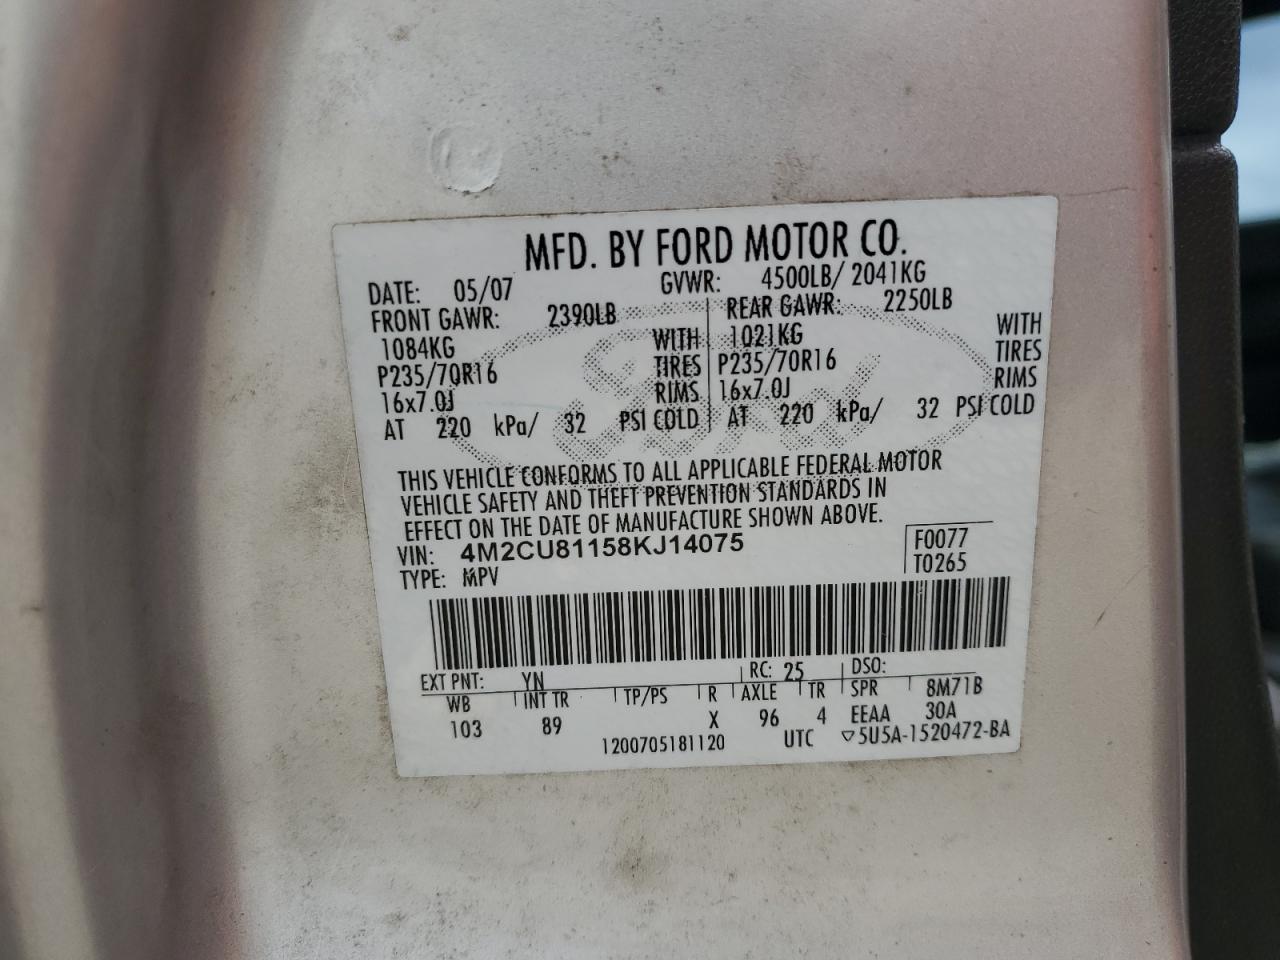 MFD. BY FORD MOTOR CO.
DATE: 05/07 GVWR: 4500LB/ 2041KG
FRONT GAWR: 2390LB REAR GAWR: 2250LB
1084KG WITH 1021KG WITH
P235/70R16 TIRES P235/70R16 TIRES
16x7.0J RIMS 16x7.0J RIMS
AT 220 kPa/ 32 PSI COLD AT 220 kPa/ 32 PSI COLD
Ford
THIS VEHICLE CONFORMS TO ALL APPLICABLE FEDERAL MOTOR
VEHICLE SAFETY AND THEFT PREVENTION STANDARDS IN
EFFECT ON THE DATE OF MANUFACTURE SHOWN ABOVE.
VIN: 4M2CU81158KJ14075 F0077
TYPE: MPV T0265
EXT PNT: YN RC: 25 DSO:
WB INT TR TP/PS R AXLE TR SPR 8M71B
103 89 X 96 4 EEAA 30A
1200705181120 UTC ▽5U5A-1520472-BA